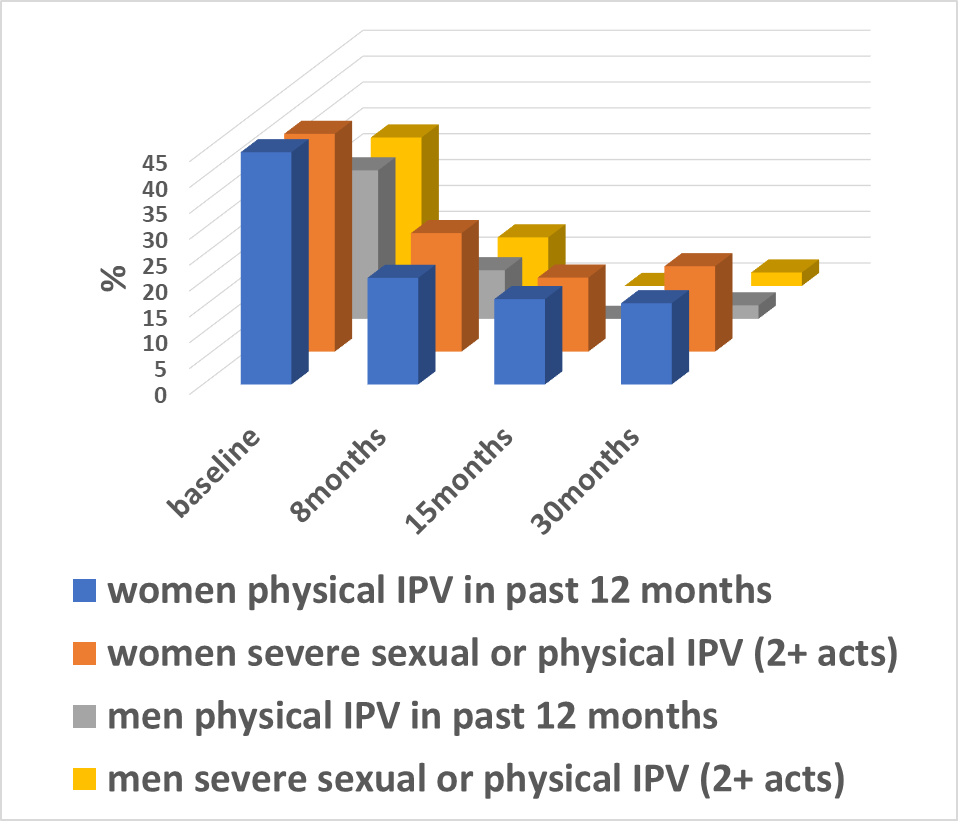 45
40
35
30
25
20
15
10
5
0
%
baseline
8months
15months
30months
women physical IPV in past 12 months
women severe sexual or physical IPV (2+ acts)
men physical IPV in past 12 months
men severe sexual or physical IPV (2+ acts)